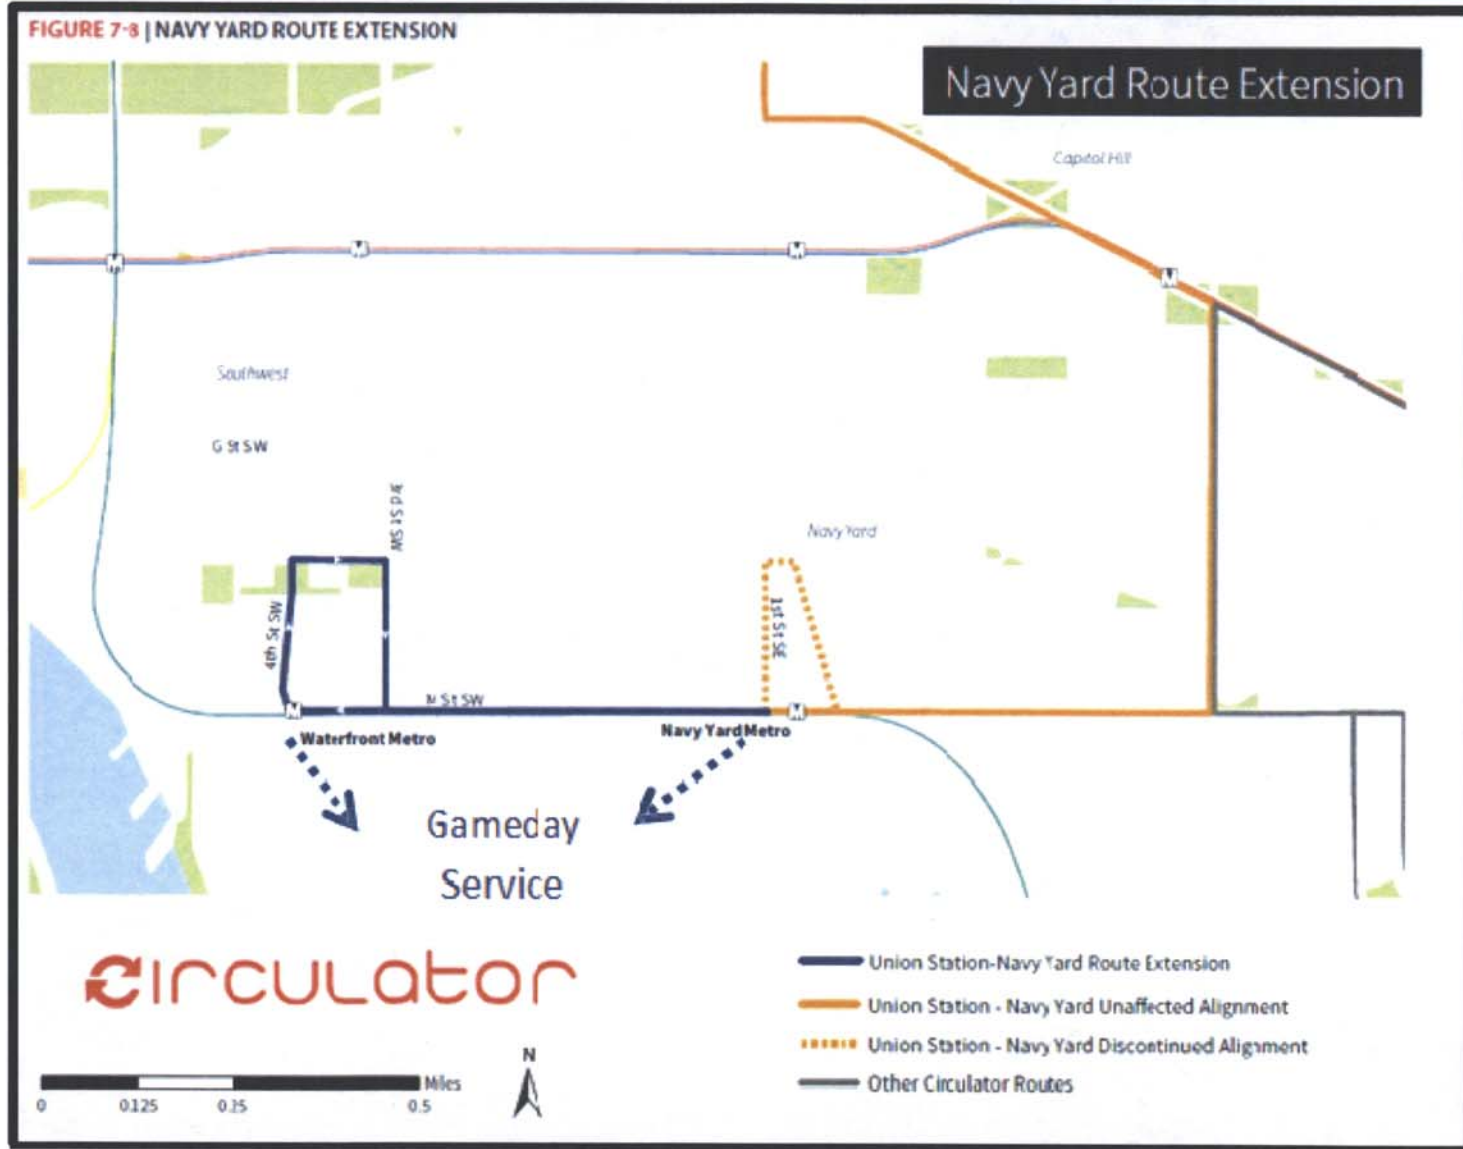 FIGURE 7-8 | NAVY YARD ROUTE EXTENSION
Navy Yard Route Extension
Capitol Hill
M
M
M
M
Southwest
G St SW
3rd St SW
Navy Yard
4th St SW
1st St SE
M St SW
M
M
Waterfront Metro
Navy Yard Metro
Gameday
Service
circulator
Union Station-Navy Yard Route Extension
Union Station - Navy Yard Unaffected Alignment
Union Station - Navy Yard Discontinued Alignment
Other Circulator Routes
N
Miles
0 0.125 0.25 0.5